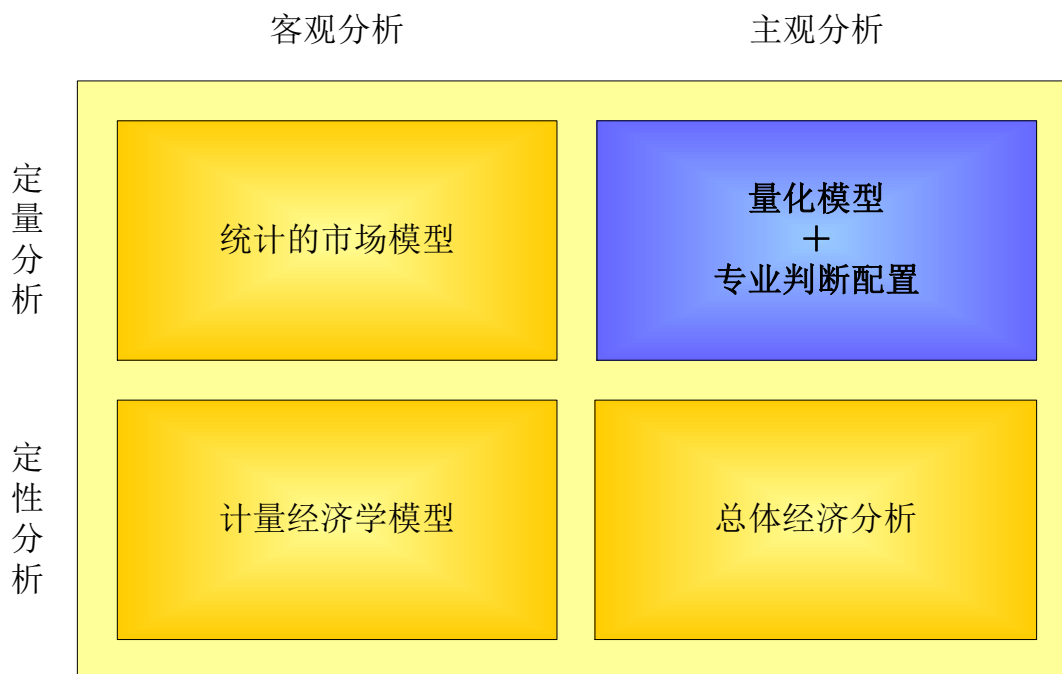 客观分析
主观分析
定量分析
统计的市场模型
量化模型
＋
专业判断配置
定性分析
计量经济学模型
总体经济分析